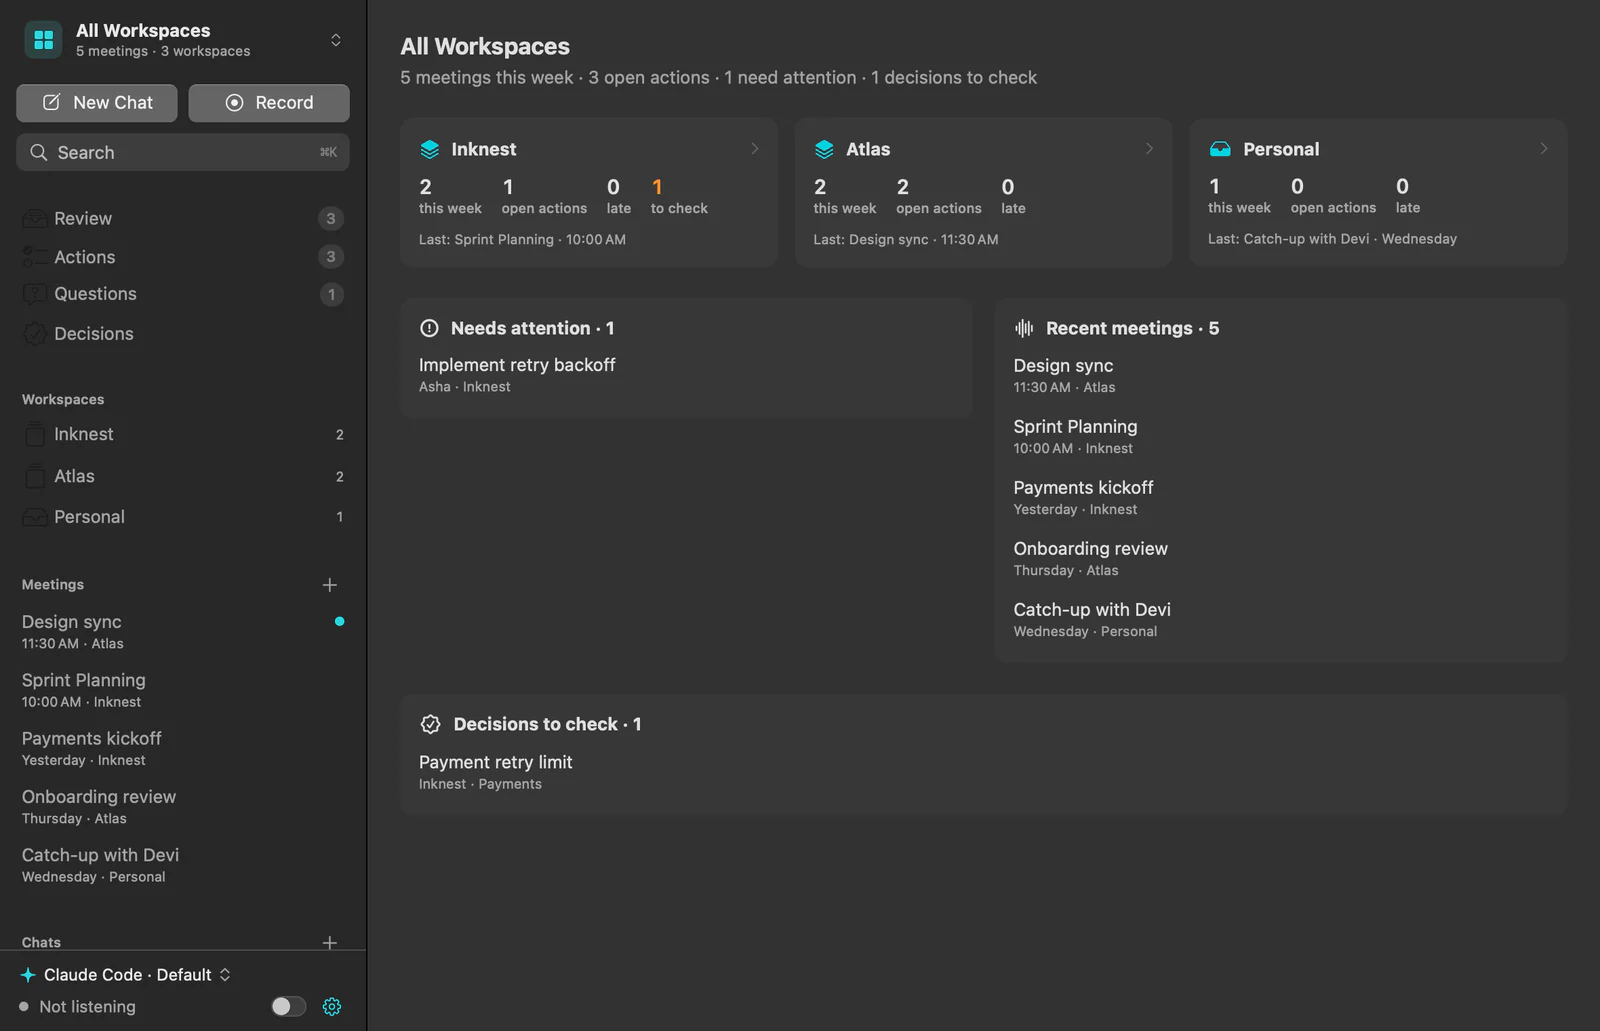 All Workspaces
5 meetings · 3 workspaces
New Chat
Record
Search
⌘K
Review
3
Actions
3
Questions
1
Decisions
Workspaces
Inknest
2
Atlas
2
Personal
1
Meetings
Design sync
11:30 AM · Atlas
Sprint Planning
10:00 AM · Inknest
Payments kickoff
Yesterday · Inknest
Onboarding review
Thursday · Atlas
Catch-up with Devi
Wednesday · Personal
Chats
Claude Code · Default
Not listening
All Workspaces
5 meetings this week · 3 open actions · 1 need attention · 1 decisions to check
Inknest
2 1 0 1
this week open actions late to check
Last: Sprint Planning · 10:00 AM
Atlas
2 2 0
this week open actions late
Last: Design sync · 11:30 AM
Personal
1 0 0
this week open actions late
Last: Catch-up with Devi · Wednesday
Needs attention · 1
Implement retry backoff
Asha · Inknest
Recent meetings · 5
Design sync
11:30 AM · Atlas
Sprint Planning
10:00 AM · Inknest
Payments kickoff
Yesterday · Inknest
Onboarding review
Thursday · Atlas
Catch-up with Devi
Wednesday · Personal
Decisions to check · 1
Payment retry limit
Inknest · Payments